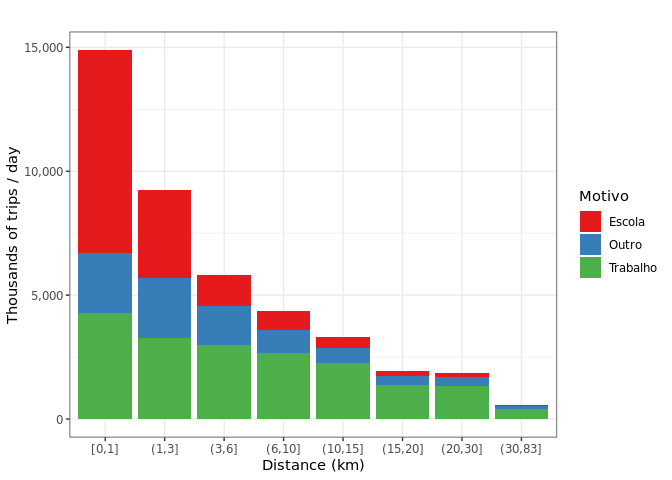 15,000
10,000
5,000
0
Thousands of trips / day
[0,1]
(1,3]
(3,6]
(6,10]
(10,15]
(15,20]
(20,30]
(30,83]
Distance (km)
Motivo
Escola
Outro
Trabalho